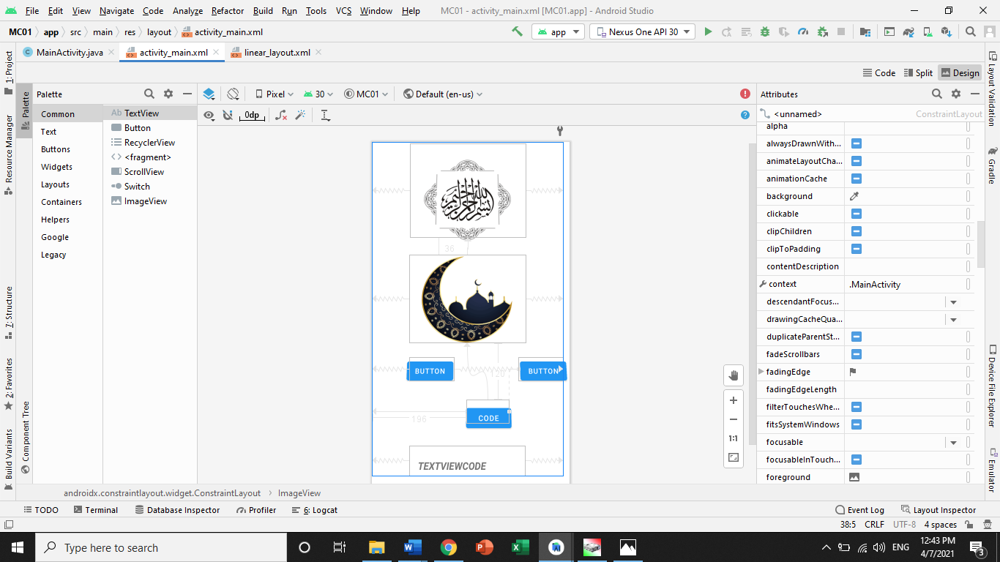 File Edit View Navigate Code Analyze Refactor Build Run Tools VCS Window Help MC01 - activity_main.xml [MC01.app] - Android Studio
MC01 app src main res layout activity_main.xml app Nexus One API 30
MainActivity.java activity_main.xml linear_layout.xml
Code Split Design
Palette Pixel 30 MC01 Default (en-us) Attributes
0dp <unnamed> ConstraintLayout
Common
Text
Buttons
Widgets
Layouts
Containers
Helpers
Google
Legacy
Ab TextView
Button
RecyclerView
<fragment>
ScrollView
Switch
ImageView
بسم الله الرحمن الرحيم
36
BUTTON BUTTON
120
CODE
196
TEXTVIEWCODE
1:1
alpha
alwaysDrawnWith...
animateLayoutCha...
animationCache
background
clickable
clipChildren
clipToPadding
contentDescription
context .MainActivity
descendantFocus...
drawingCacheQua...
duplicateParentSt...
fadeScrollbars
fadingEdge
fadingEdgeLength
filterTouchesWhe...
fitsSystemWindows
focusable
focusableInTouch...
foreground
1: Project
Resource Manager
7: Structure
2: Favorites
Build Variants
Palette
Component Tree
Layout Validation
Gradle
Device File Explorer
Emulator
androidx.constraintlayout.widget.ConstraintLayout ImageView
TODO Terminal Database Inspector Profiler 6: Logcat Event Log Layout Inspector
38:5 CRLF UTF-8 4 spaces
Type here to search
ENG
12:43 PM
4/7/2021
3